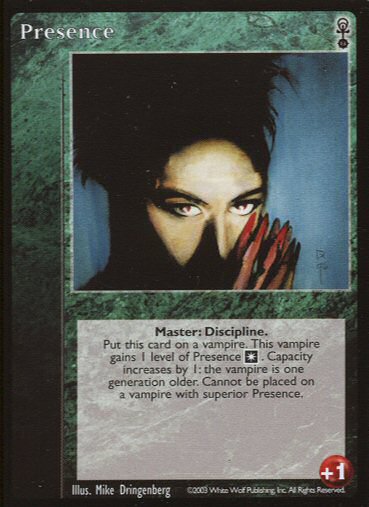 Presence
Master: Discipline.
Put this card on a vampire. This vampire
gains 1 level of Presence . Capacity
increases by 1: the vampire is one
generation older. Cannot be placed on
a vampire with superior Presence.
+1
Illus. Mike Dringenberg
©2003 White Wolf Publishing, Inc. All Rights Reserved.